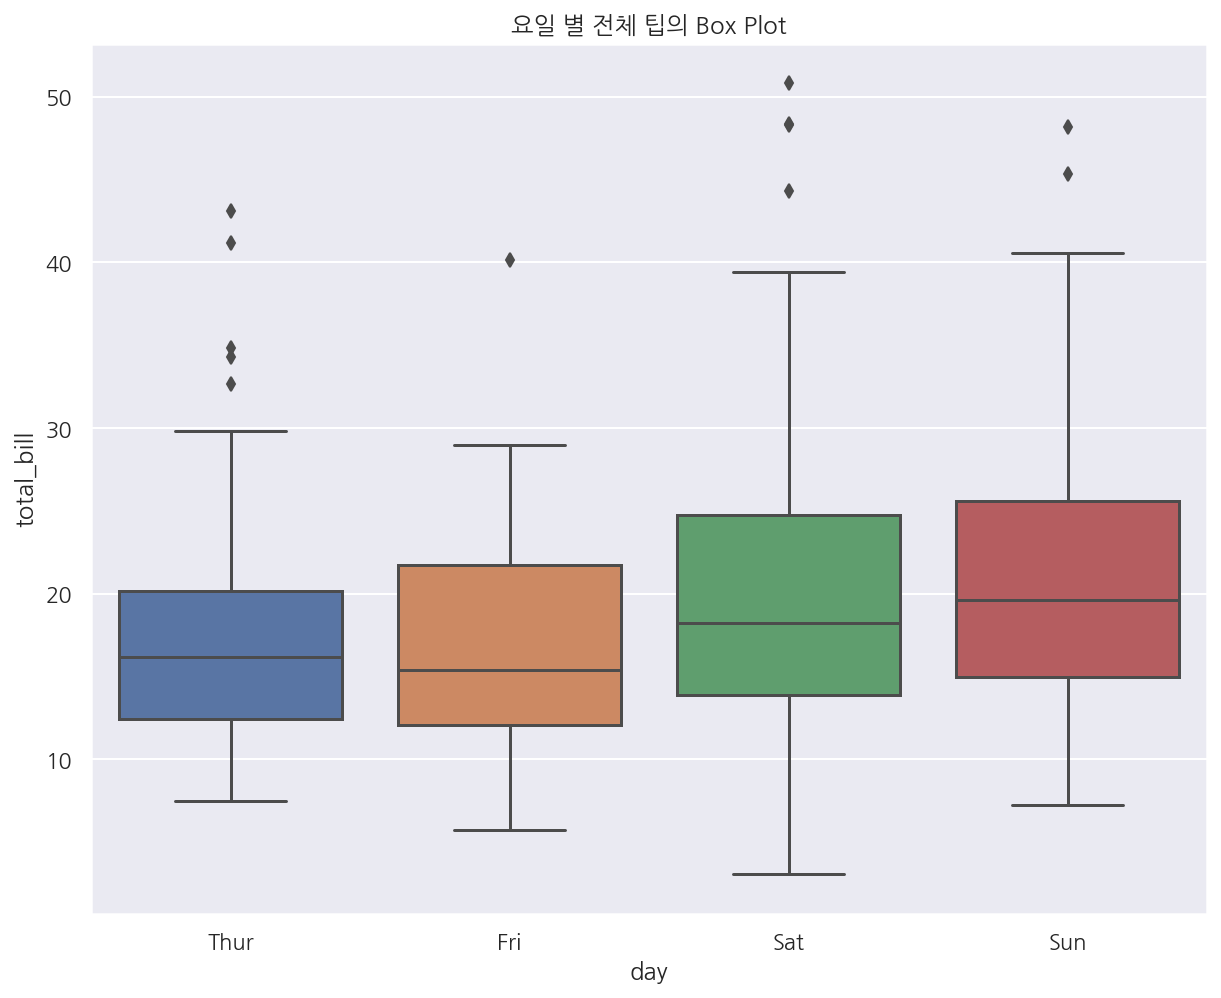 요일 별 전체 팁의 Box Plot
50
40
30
20
10
total_bill
Thur Fri Sat Sun
day